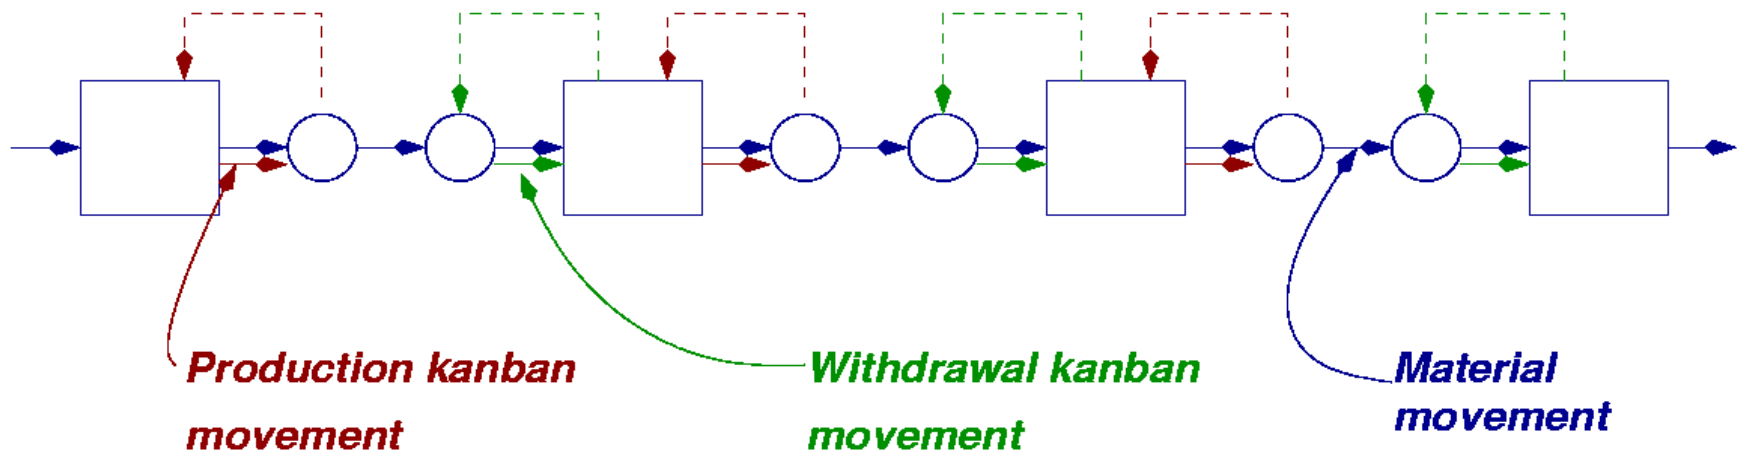 Production kanban
movement
Withdrawal kanban
movement
Material
movement